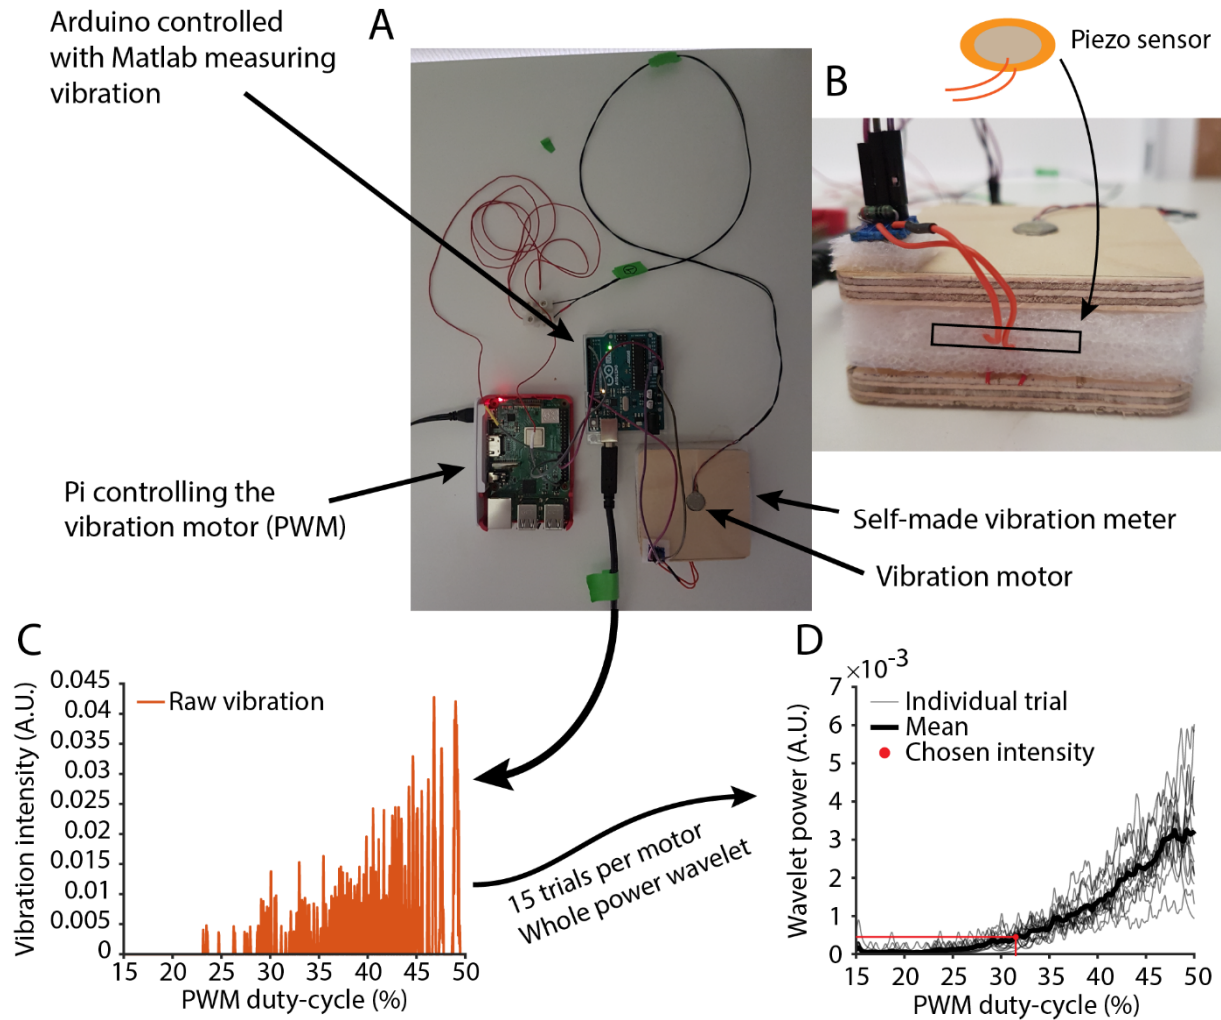 Arduino controlled
with Matlab measuring
vibration
A
Piezo sensor
B
Pi controlling the
vibration motor (PWM)
Self-made vibration meter
Vibration motor
C
Vibration intensity (A.U.)
0.045
0.04
0.035
0.03
0.025
0.02
0.015
0.01
0.005
0
Raw vibration
15 20 25 30 35 40 45 50
PWM duty-cycle (%)
15 trials per motor
Whole power wavelet
D
×10-3
Wavelet power (A.U.)
7
6
5
4
3
2
1
0
Individual trial
Mean
Chosen intensity
15 20 25 30 35 40 45 50
PWM duty-cycle (%)